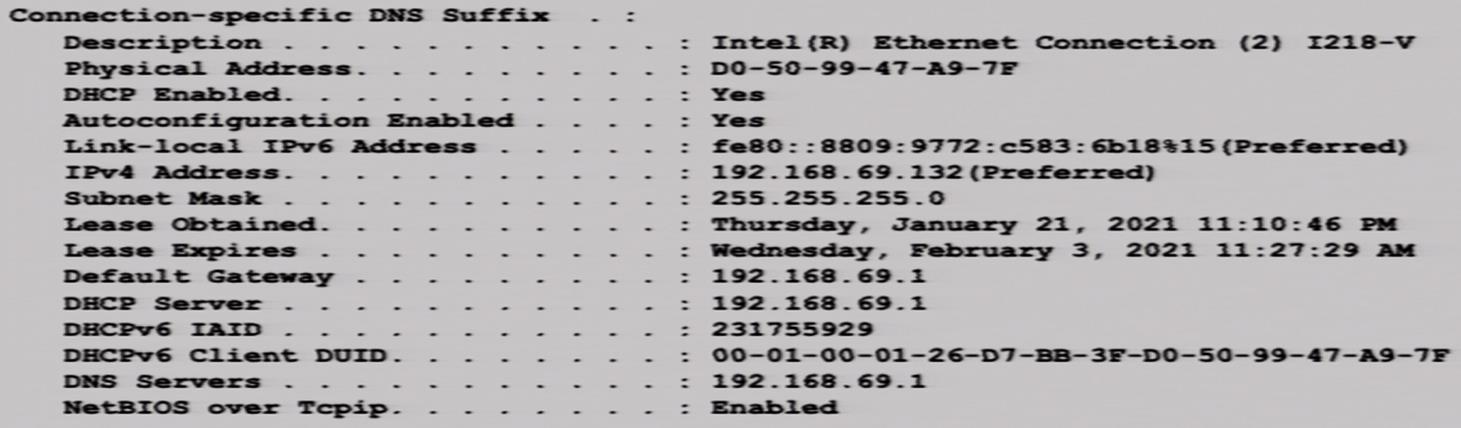 Connection-specific DNS Suffix . :
Description . . . . . . . . . . . : Intel(R) Ethernet Connection (2) I218-V
Physical Address. . . . . . . . . : D0-50-99-47-A9-7F
DHCP Enabled. . . . . . . . . . . : Yes
Autoconfiguration Enabled . . . . : Yes
Link-local IPv6 Address . . . . . : fe80::8809:9772:c583:6b18%15(Preferred)
IPv4 Address. . . . . . . . . . . : 192.168.69.132(Preferred)
Subnet Mask . . . . . . . . . . . : 255.255.255.0
Lease Obtained. . . . . . . . . . : Thursday, January 21, 2021 11:10:46 PM
Lease Expires . . . . . . . . . . : Wednesday, February 3, 2021 11:27:29 AM
Default Gateway . . . . . . . . . : 192.168.69.1
DHCP Server . . . . . . . . . . . : 192.168.69.1
DHCPv6 IAID . . . . . . . . . . . : 231755929
DHCPv6 Client DUID. . . . . . . . : 00-01-00-01-26-D7-BB-3F-D0-50-99-47-A9-7F
DNS Servers . . . . . . . . . . . : 192.168.69.1
NetBIOS over Tcpip. . . . . . . . : Enabled